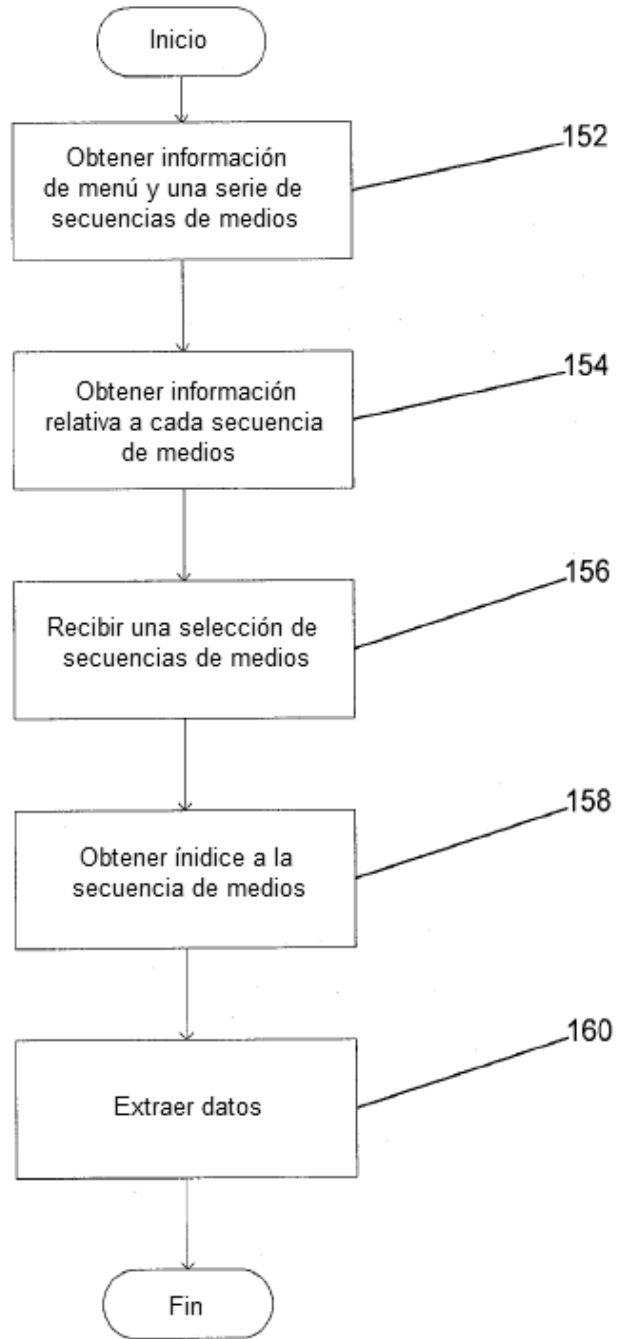 Inicio
Obtener información
de menú y una serie de
secuencias de medios
152
Obtener información
relativa a cada secuencia
de medios
154
Recibir una selección de
secuencias de medios
156
Obtener ínidice a la
secuencia de medios
158
Extraer datos
160
Fin